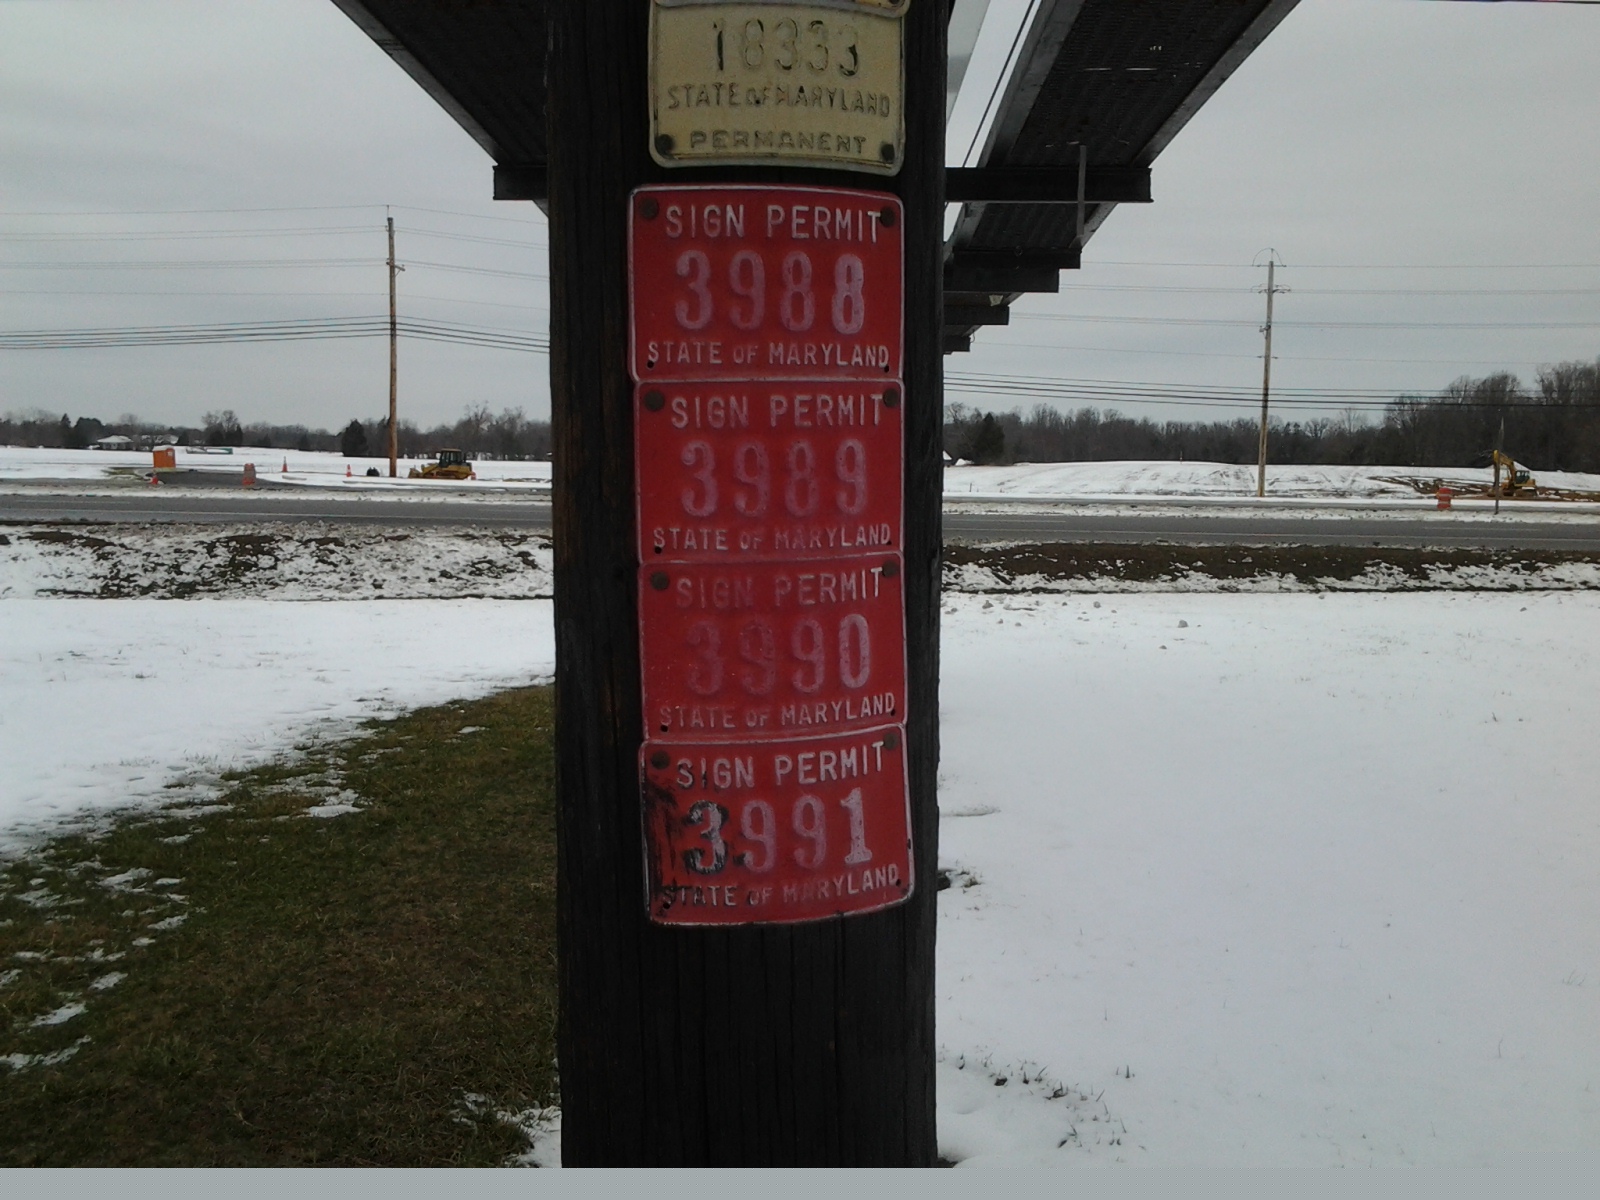 18333
STATE OF MARYLAND
PERMANENT
SIGN PERMIT
3988
STATE OF MARYLAND
SIGN PERMIT
3989
STATE OF MARYLAND
SIGN PERMIT
3990
STATE OF MARYLAND
SIGN PERMIT
3991
STATE OF MARYLAND